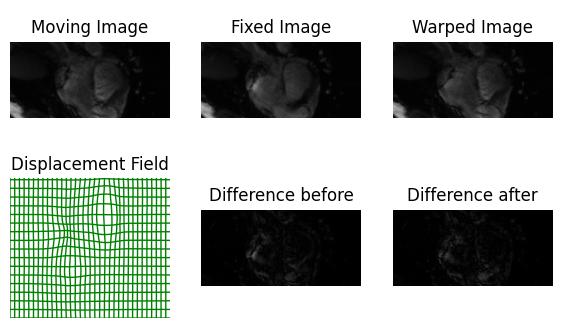 Moving Image
Fixed Image
Warped Image
Displacement Field
Difference before
Difference after